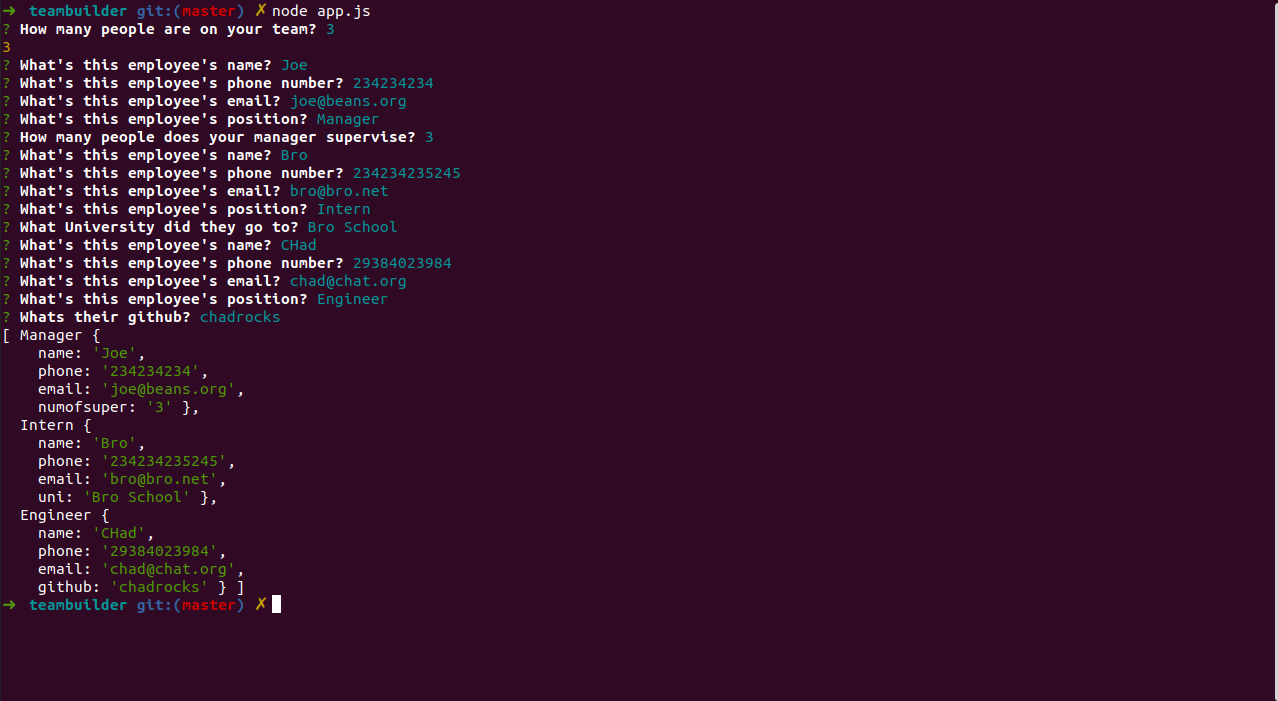 ➜  teambuilder git:(master) ✗ node app.js
? How many people are on your team? 3
3
? What's this employee's name? Joe
? What's this employee's phone number? 234234234
? What's this employee's email? joe@beans.org
? What's this employee's position? Manager
? How many people does your manager supervise? 3
? What's this employee's name? Bro
? What's this employee's phone number? 234234235245
? What's this employee's email? bro@bro.net
? What's this employee's position? Intern
? What University did they go to? Bro School
? What's this employee's name? CHad
? What's this employee's phone number? 29384023984
? What's this employee's email? chad@chat.org
? What's this employee's position? Engineer
? Whats their github? chadrocks
[ Manager {
    name: 'Joe',
    phone: '234234234',
    email: 'joe@beans.org',
    numofsuper: '3' },
  Intern {
    name: 'Bro',
    phone: '234234235245',
    email: 'bro@bro.net',
    uni: 'Bro School' },
  Engineer {
    name: 'CHad',
    phone: '29384023984',
    email: 'chad@chat.org',
    github: 'chadrocks' } ]
➜  teambuilder git:(master) ✗